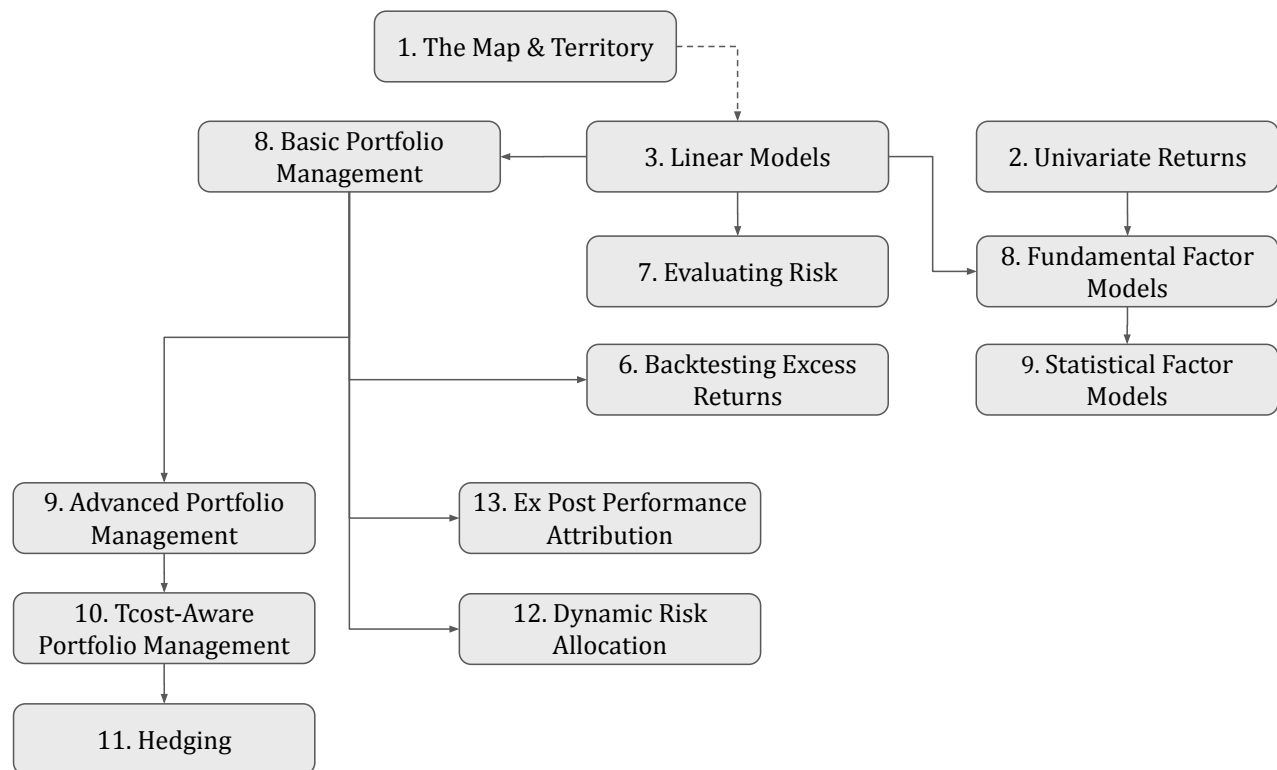 1. The Map & Territory
8. Basic Portfolio
Management
3. Linear Models
2. Univariate Returns
7. Evaluating Risk
8. Fundamental Factor
Models
6. Backtesting Excess
Returns
9. Statistical Factor
Models
9. Advanced Portfolio
Management
13. Ex Post Performance
Attribution
10. Tcost-Aware
Portfolio Management
12. Dynamic Risk
Allocation
11. Hedging